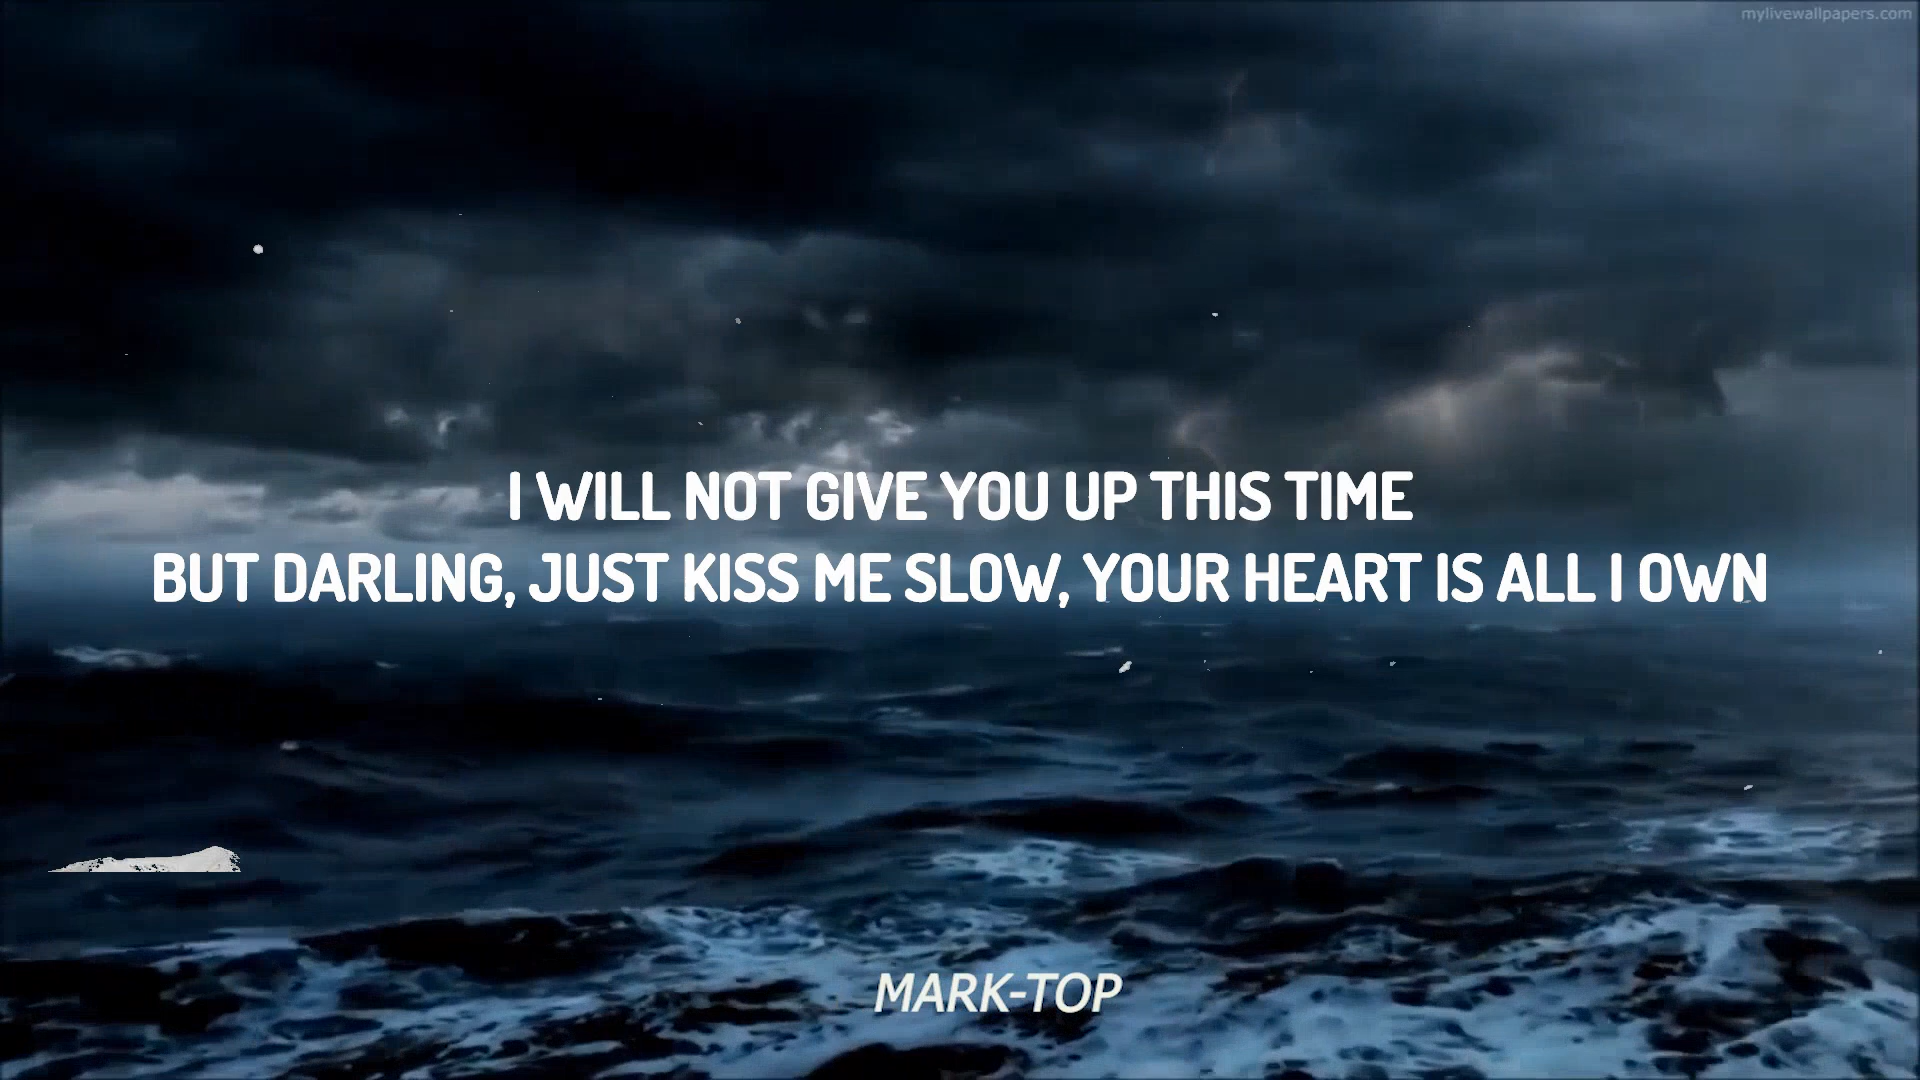 mylivewallpapers.com
I WILL NOT GIVE YOU UP THIS TIME
BUT DARLING, JUST KISS ME SLOW, YOUR HEART IS ALL I OWN
MARK-TOP